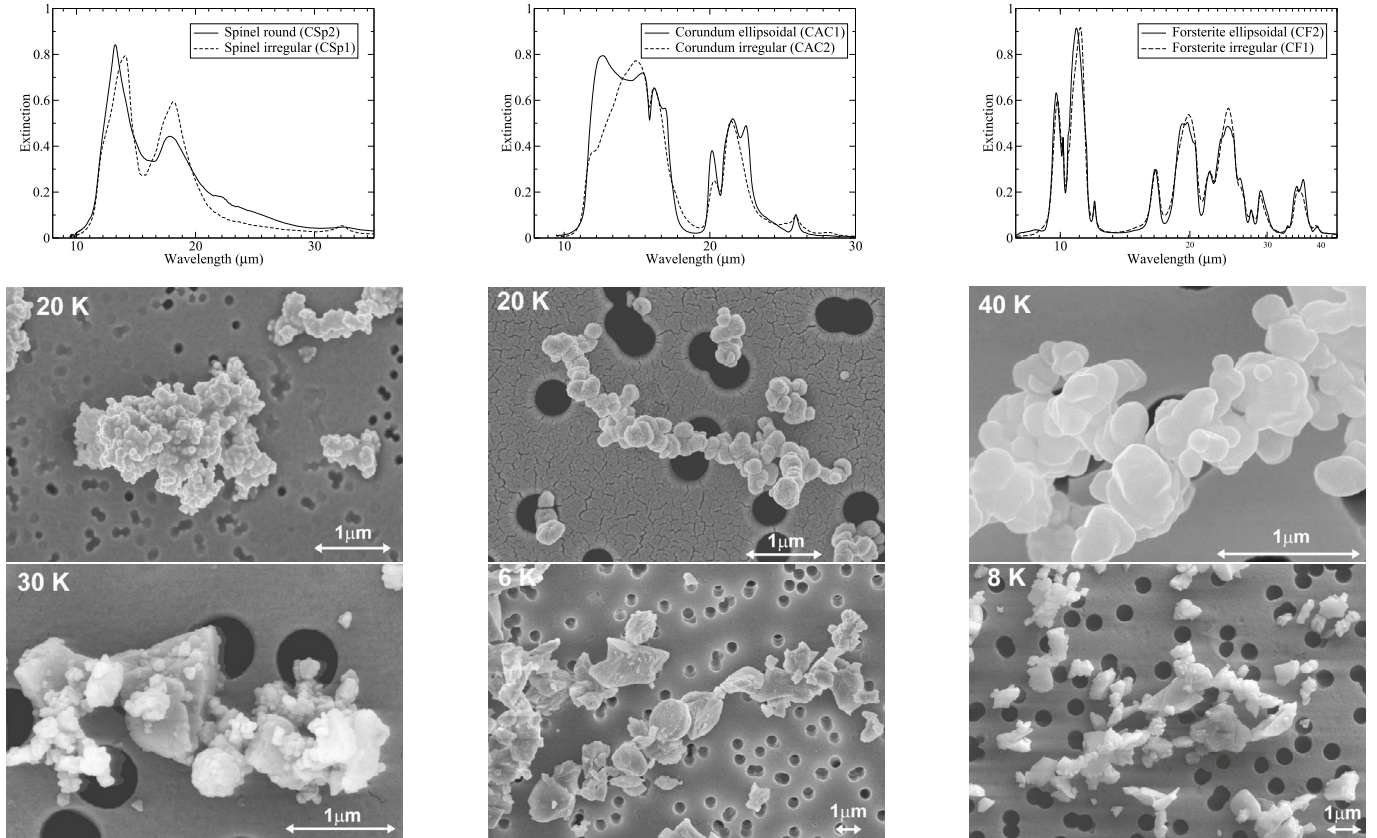 1
0.8
0.6
0.4
0.2
0
Extinction
Spinel round (CSp2)
Spinel irregular (CSp1)
10 20 30
Wavelength (μm)
1
0.8
0.6
0.4
0.2
0
Extinction
Corundum ellipsoidal (CAC1)
Corundum irregular (CAC2)
10 20 30
Wavelength (μm)
1
0.8
0.6
0.4
0.2
0
Extinction
Forsterite ellipsoidal (CF2)
Forsterite irregular (CF1)
10 20 30 40
Wavelength (μm)
20 K
1μm
20 K
1μm
40 K
1μm
30 K
1μm
6 K
1μm
8 K
1μm